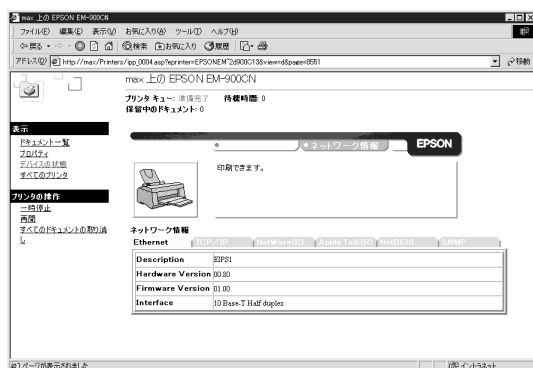 max 上の EPSON EM-900CN
ファイル(F) 編集(E) 表示(V) お気に入り(A) ツール(T) ヘルプ(H)
戻る 検索 お気に入り 履歴
アドレス(D) http://max/Printers/ipp_0004.asp?eprinter=EPSONEM~2d900C13&view=d&page=8551 移動
max 上の EPSON EM-900CN
プリンタ キュー: 準備完了 待機時間: 0
保留中のドキュメント: 0
表示
ドキュメント一覧
プロパティ
デバイスの状態
すべてのプリンタ
プリンタの操作
一時停止
再開
すべてのドキュメントの取り消し
ネットワーク情報 EPSON
印刷できます。
ネットワーク情報
Ethernet TCP/IP NetWare(R) AppleTalk(R) NetBEUI SNMP
Description EIPS1
Hardware Version 00.80
Firmware Version 01.00
Interface 10 Base-T Half duplex
ページが表示されました イントラネット